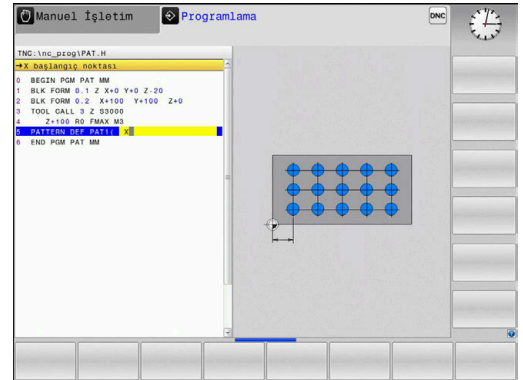 Manuel İşletim
Programlama
DNC
TNC:\nc_prog\PAT.H
→X başlangıç noktası
0 BEGIN PGM PAT MM
1 BLK FORM 0.1 Z X+0 Y+0 Z-20
2 BLK FORM 0.2 X+100 Y+100 Z+0
3 TOOL CALL 3 Z S3000
4 Z+100 R0 FMAX M3
5 PATTERN DEF PAT1( X
6 END PGM PAT MM